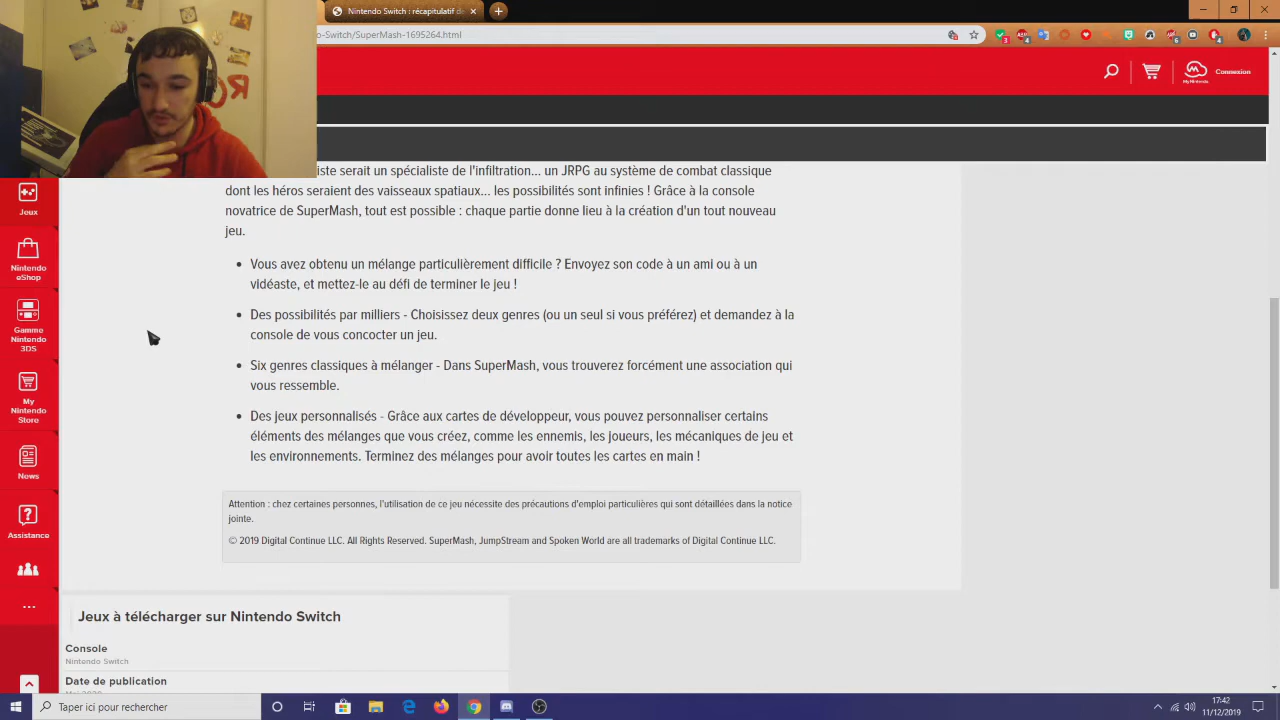 Nintendo Switch : récapitulatif de
o-Switch/SuperMash-1695264.html
Connexion
My Nintendo
iste serait un spécialiste de l'infiltration... un JRPG au système de combat classique
dont les héros seraient des vaisseaux spatiaux... les possibilités sont infinies ! Grâce à la console
novatrice de SuperMash, tout est possible : chaque partie donne lieu à la création d'un tout nouveau
jeu.
Vous avez obtenu un mélange particulièrement difficile ? Envoyez son code à un ami ou à un
vidéaste, et mettez-le au défi de terminer le jeu !
Des possibilités par milliers - Choisissez deux genres (ou un seul si vous préférez) et demandez à la
console de vous concocter un jeu.
Six genres classiques à mélanger - Dans SuperMash, vous trouverez forcément une association qui
vous ressemble.
Des jeux personnalisés - Grâce aux cartes de développeur, vous pouvez personnaliser certains
éléments des mélanges que vous créez, comme les ennemis, les joueurs, les mécaniques de jeu et
les environnements. Terminez des mélanges pour avoir toutes les cartes en main !
Attention : chez certaines personnes, l'utilisation de ce jeu nécessite des précautions d'emploi particulières qui sont détaillées dans la notice
jointe.
© 2019 Digital Continue LLC. All Rights Reserved. SuperMash, JumpStream and Spoken World are all trademarks of Digital Continue LLC.
Jeux
Nintendo
eShop
Gamme
Nintendo
3DS
My
Nintendo
Store
News
Assistance
...
Jeux à télécharger sur Nintendo Switch
Console
Nintendo Switch
Date de publication
Mai 2020
Taper ici pour rechercher
17:42
11/12/2019